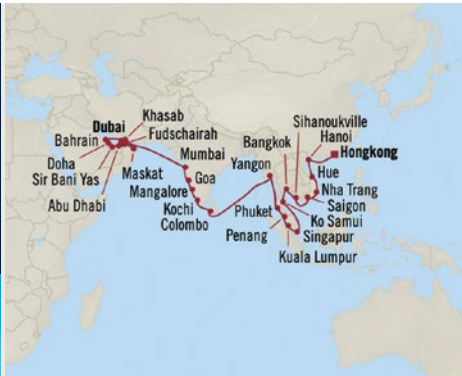 Khasab
Dubai
Fudschairah
Bahrain
Doha
Sir Bani Yas
Abu Dhabi
Maskat
Mumbai
Goa
Mangalore
Kochi
Colombo
Yangon
Bangkok
Sihanoukville
Hanoi
Hongkong
Hue
Nha Trang
Saigon
Ko Samui
Phuket
Singapur
Penang
Kuala Lumpur